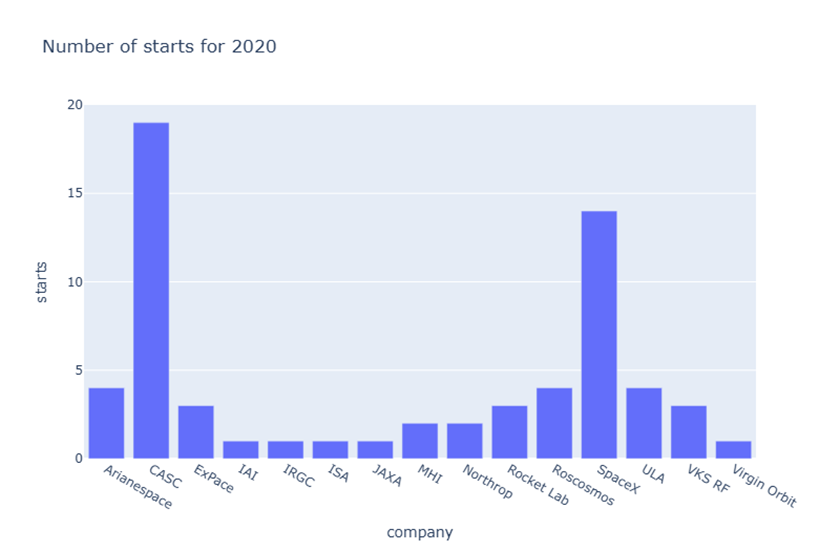 Number of starts for 2020
starts
20
15
10
5
0
Arianespace
CASC
ExPace
IAI
IRGC
ISA
JAXA
MHI
Northrop
Rocket Lab
Roscosmos
SpaceX
ULA
VKS RF
Virgin Orbit
company